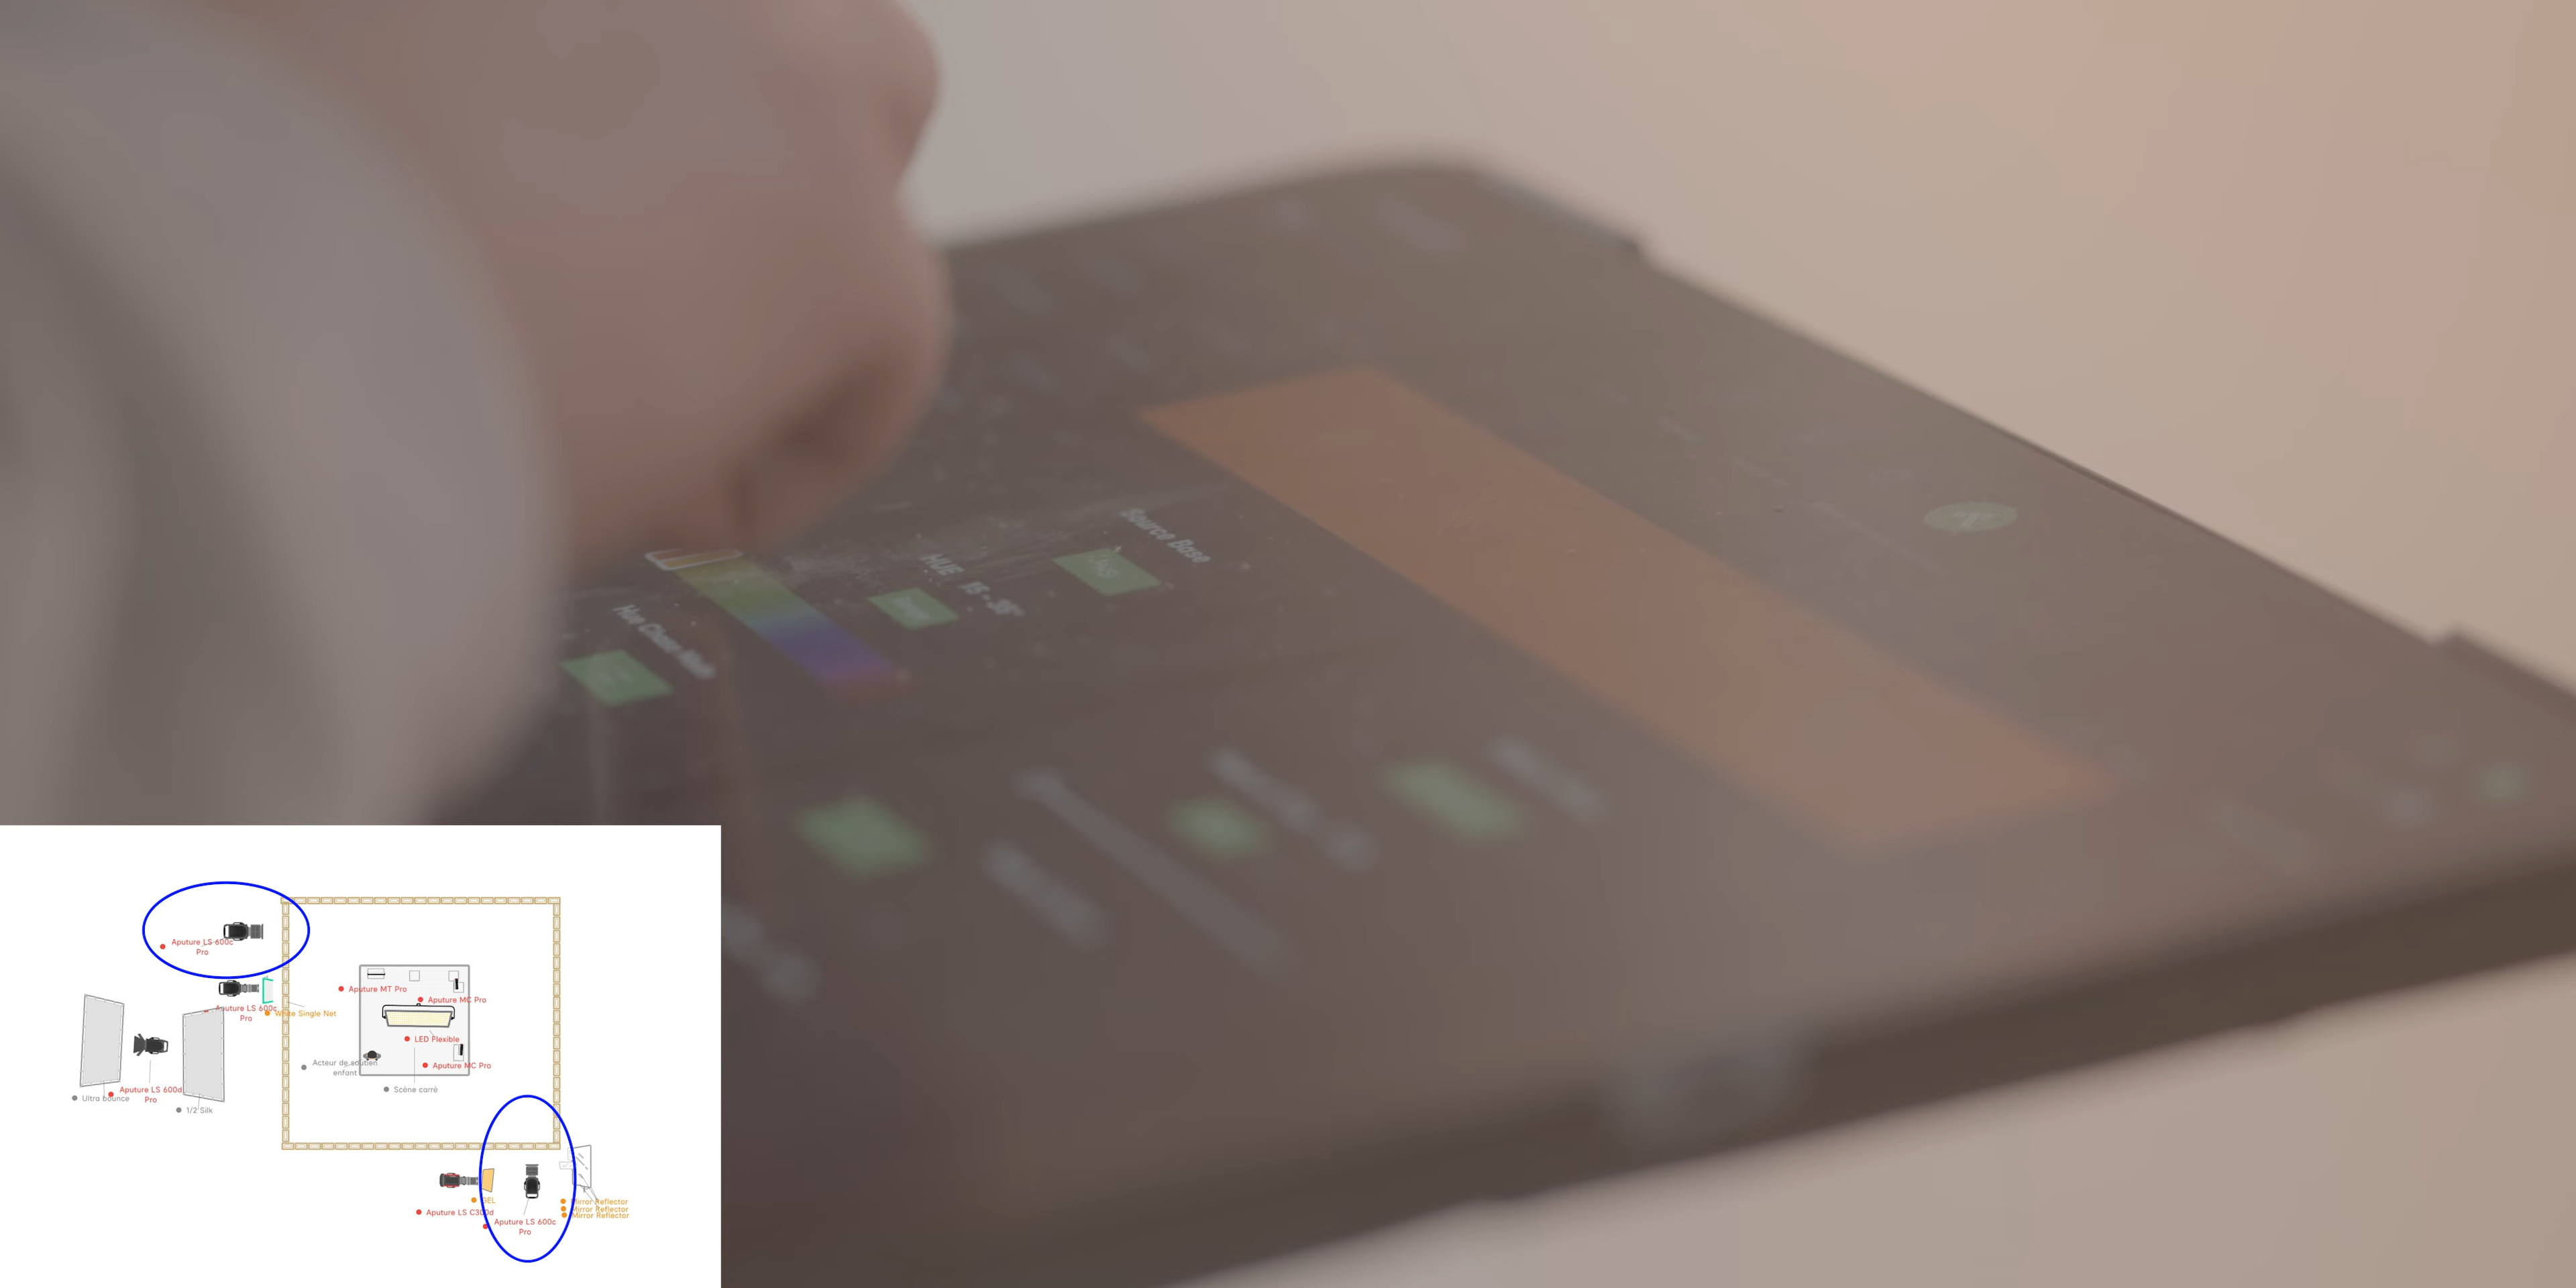 Source Base
HUE
Hue Chase Mode
Aputure LS 600c
Pro
Aputure MT Pro
Aputure MC Pro
Aputure LS 600c
Pro
White Single Net
LED Flexible
Acteur de soutien
enfant
Aputure MC Pro
Scène carré
Aputure LS 600d
Pro
Ultra bounce
1/2 Silk
GEL
Aputure LS C300d
Aputure LS 600c
Pro
Mirror Reflector
Mirror Reflector
Mirror Reflector